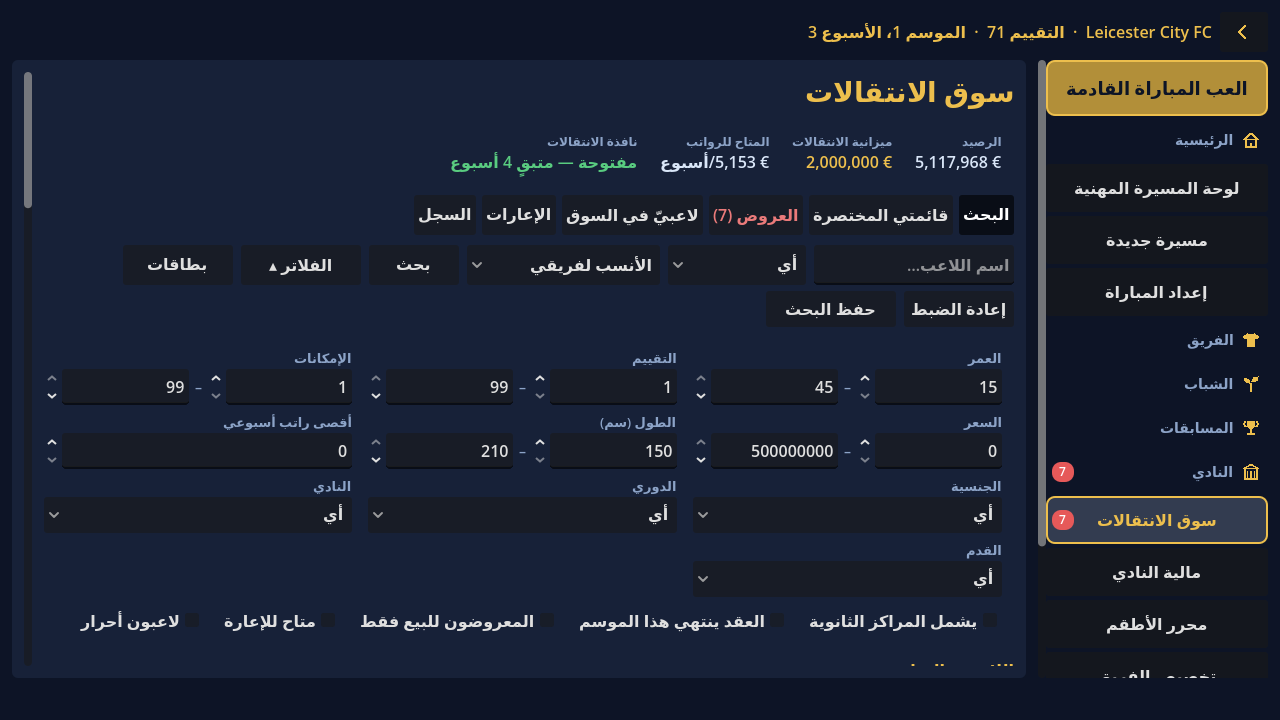 Leicester City FC · التقييم 71 · الموسم 1، الأسبوع 3
العب المباراة القادمة
الرئيسية
لوحة المسيرة المهنية
مسيرة جديدة
إعداد المباراة
الفريق
الشباب
المسابقات
النادي 7
سوق الانتقالات 7
مالية النادي
محرر الأطقم
تخصيص الفريق
سوق الانتقالات
الرصيد ميزانية الانتقالات المتاح للرواتب نافذة الانتقالات
5,117,968 € 2,000,000 € 5,153 €/أسبوع مفتوحة — متبقٍ 4 أسبوع
البحث قائمتي المختصرة العروض (7) لاعبيّ في السوق الإعارات السجل
اسم اللاعب... أي الأنسب لفريقي بحث الفلاتر ▴ بطاقات
إعادة الضبط حفظ البحث
العمر التقييم الإمكانات
15 – 45 1 – 99 1 – 99
السعر الطول (سم) أقصى راتب أسبوعي
0 – 500000000 150 – 210 0
الجنسية الدوري النادي
أي أي أي
القدم
أي
يشمل المراكز الثانوية العقد ينتهي هذا الموسم المعروضون للبيع فقط متاح للإعارة لاعبون أحرار